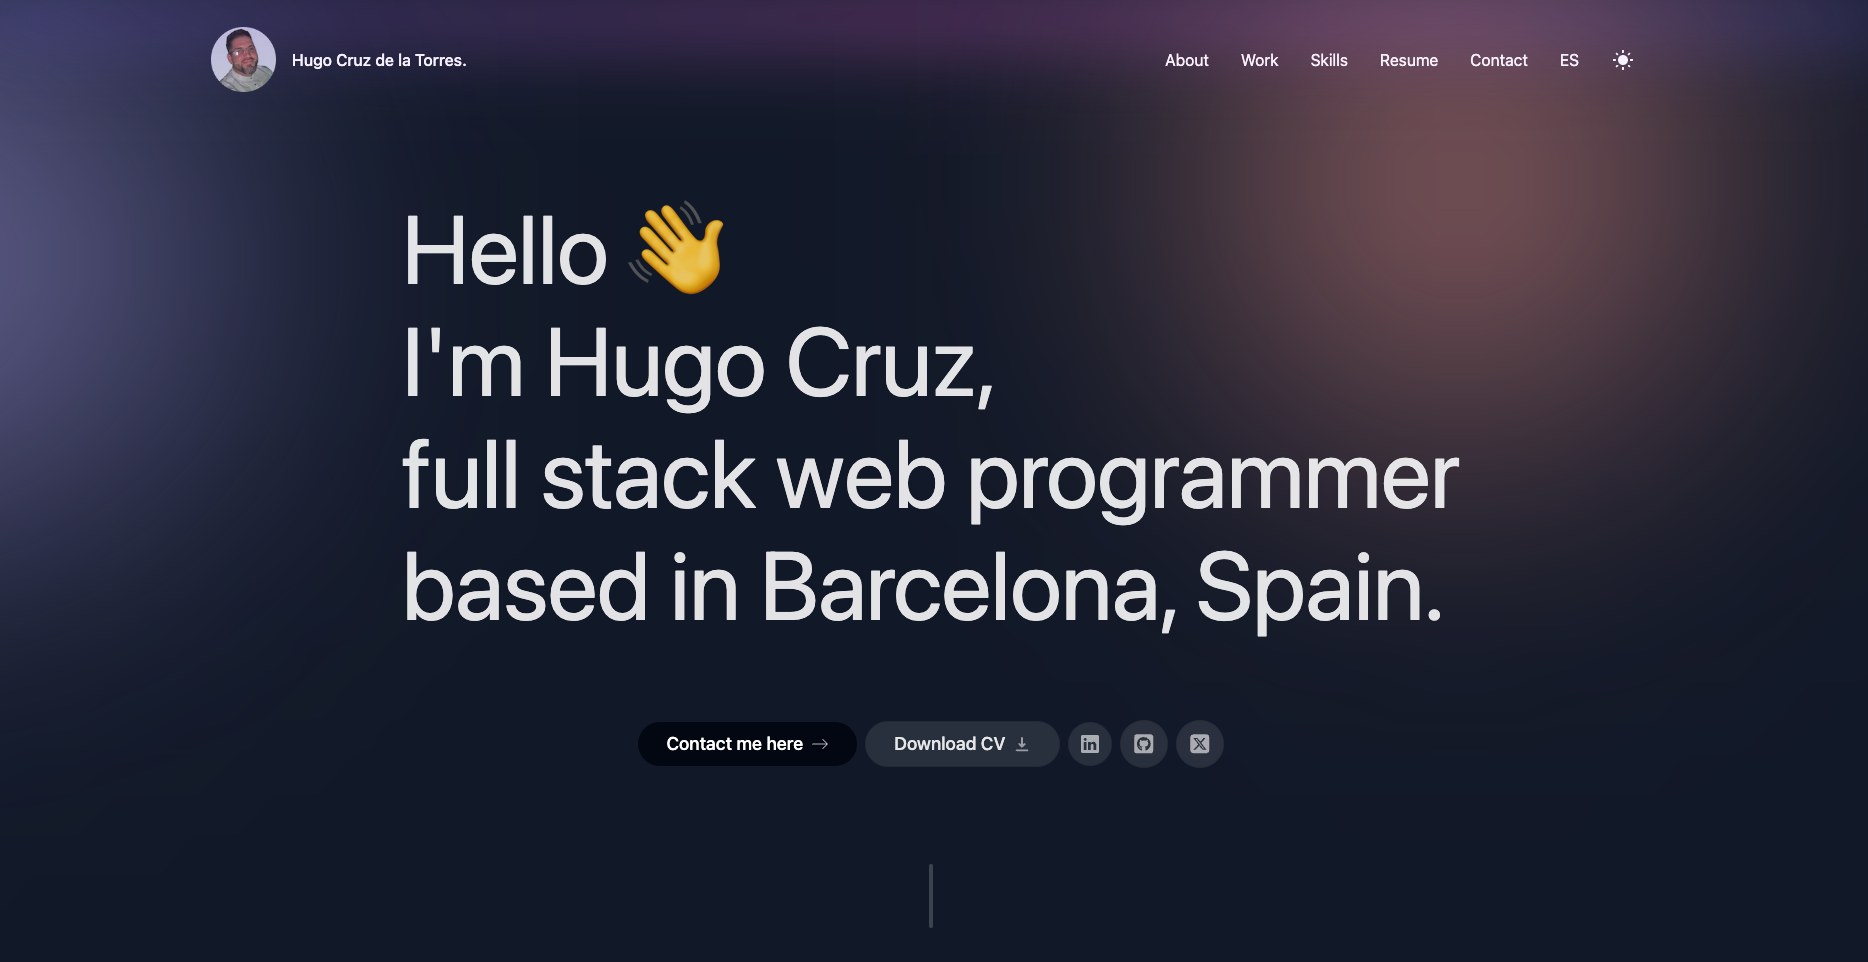 Hugo Cruz de la Torres.
About Work Skills Resume Contact ES
Hello 👋
I'm Hugo Cruz,
full stack web programmer
based in Barcelona, Spain.
Contact me here →
Download CV